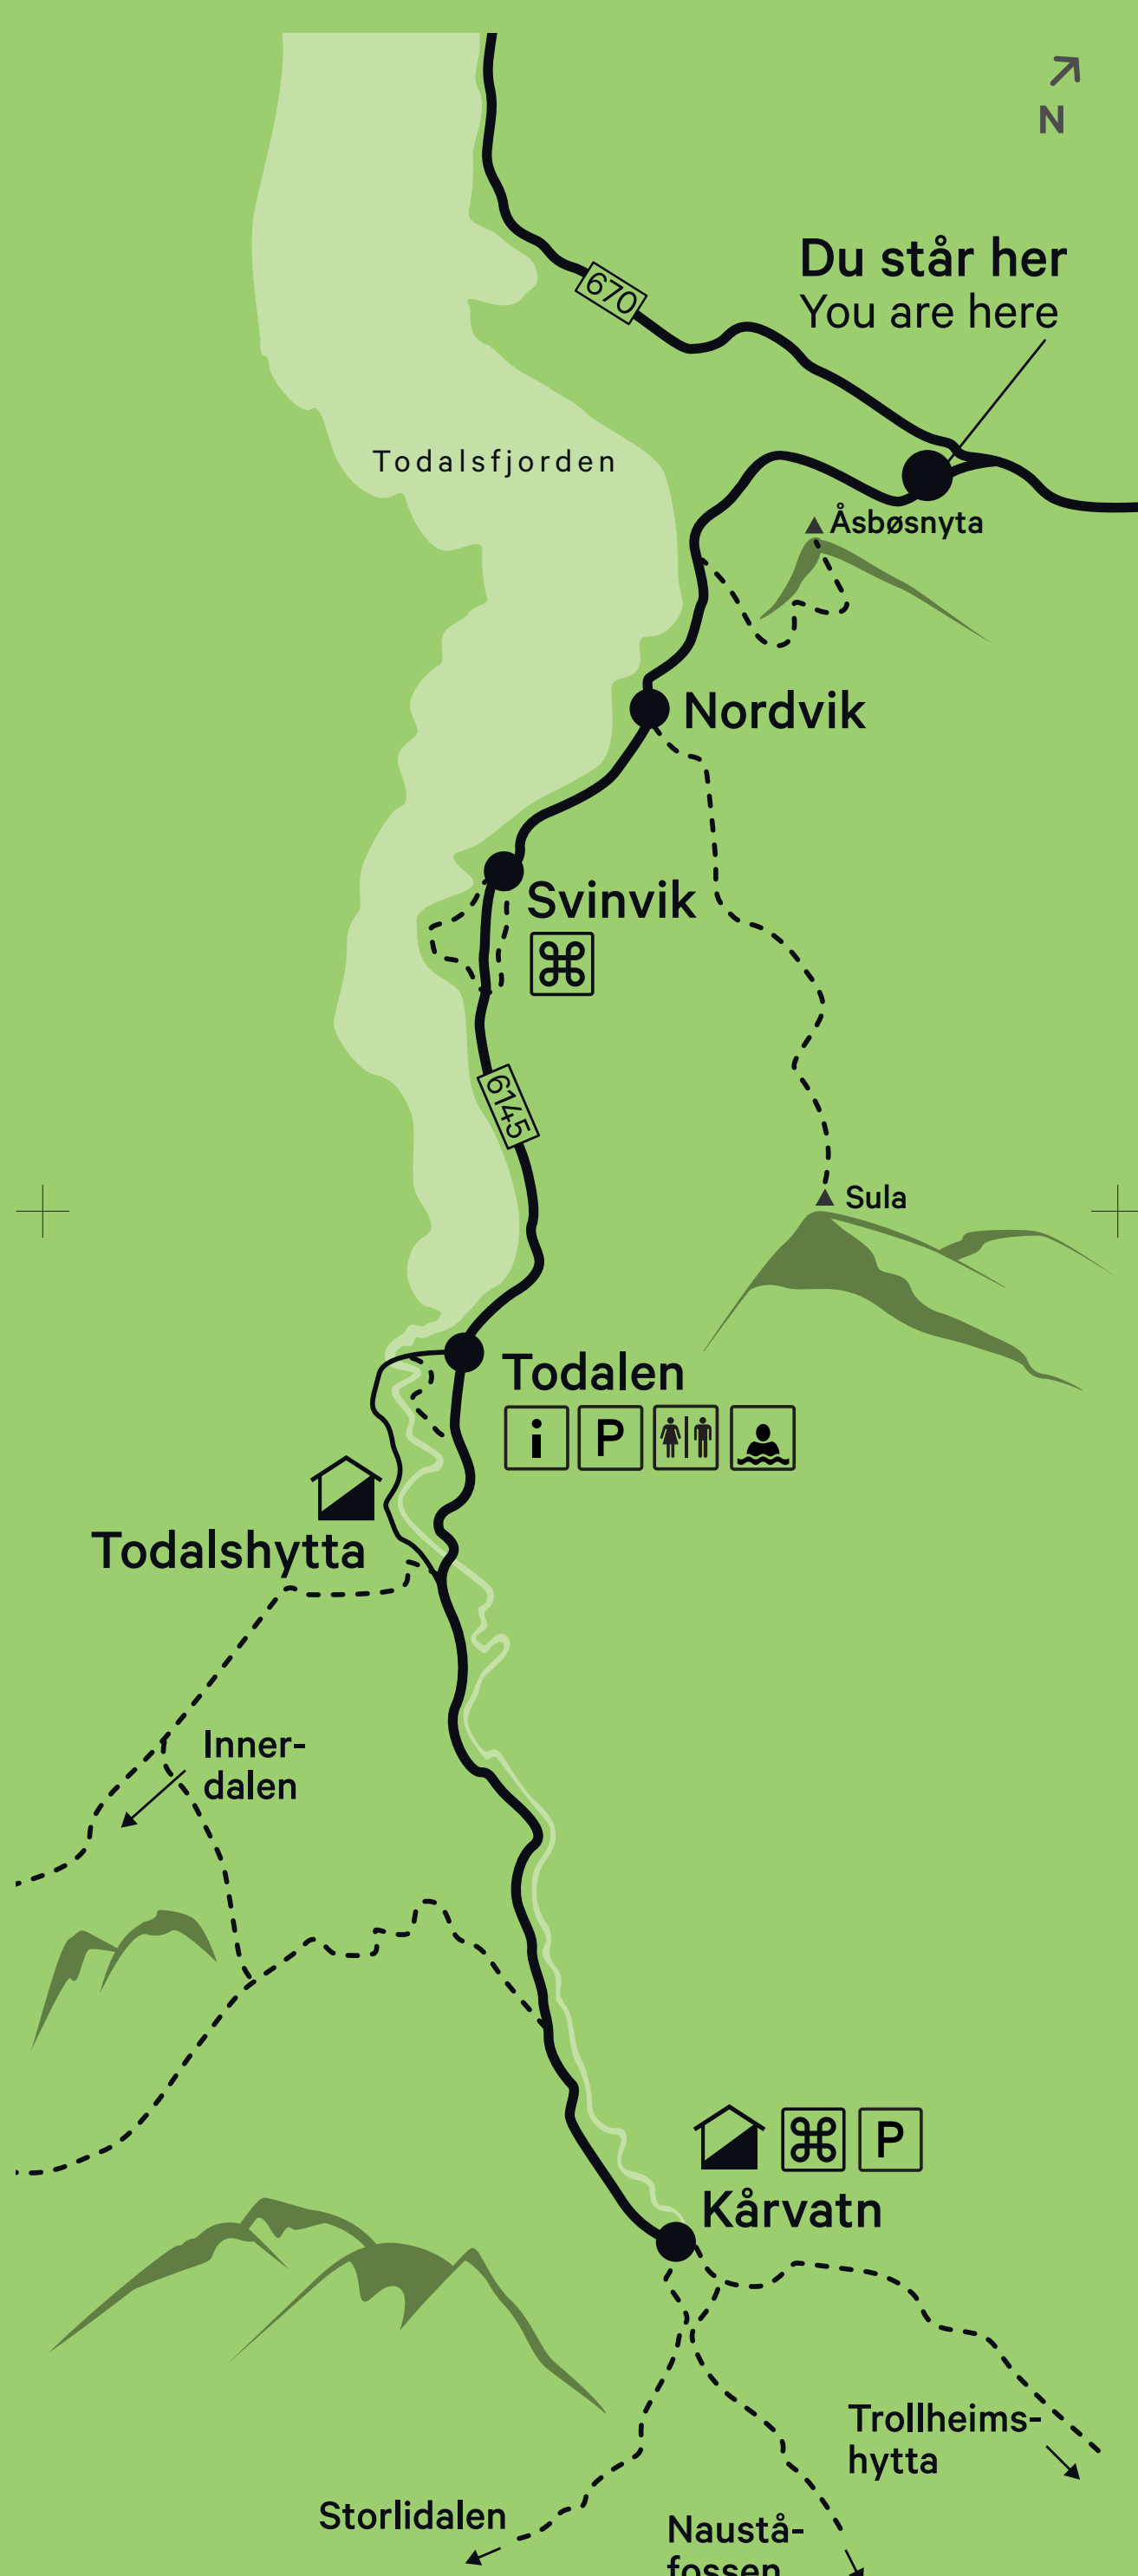 N
Du står her
You are here
670
Todalsfjorden
Åsbøsnyta
Nordvik
Svinvik
6145
Sula
Todalen
i P
Todalshytta
Inner-
dalen
P
Kårvatn
Trollheims-
hytta
Storlidalen
Naustå-
fossen